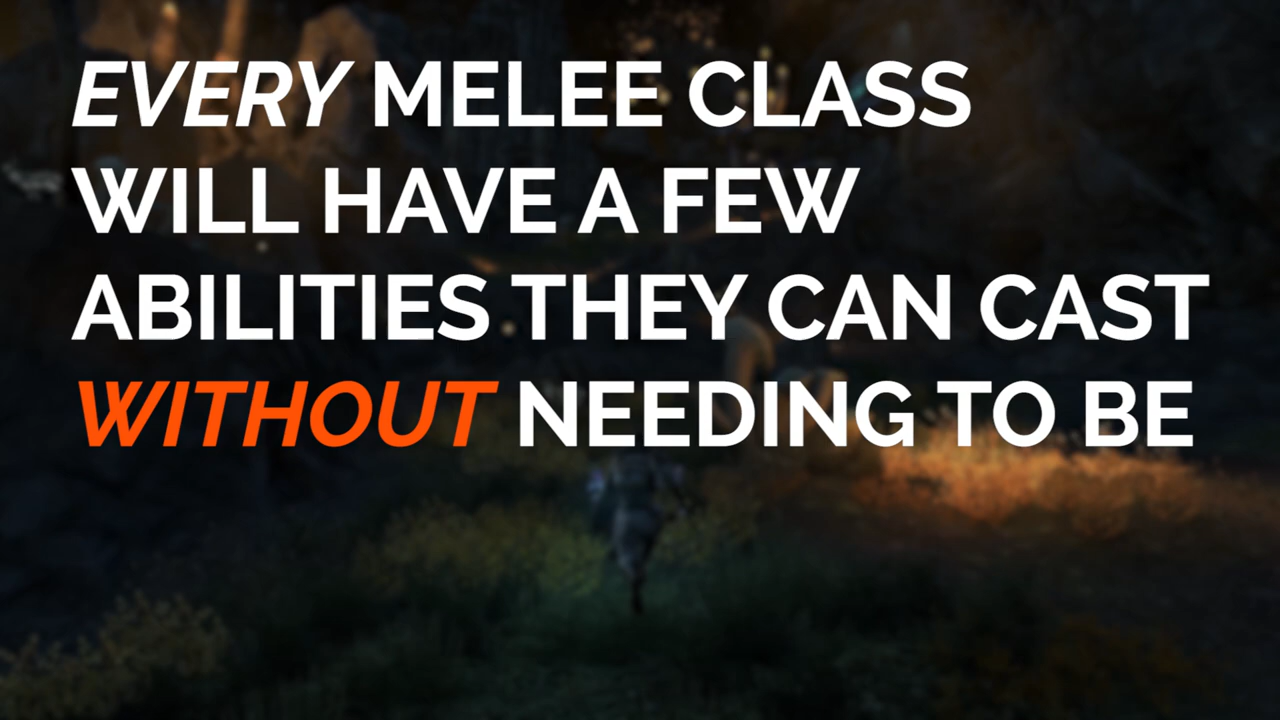 EVERY MELEE CLASS
WILL HAVE A FEW
ABILITIES THEY CAN CAST
WITHOUT NEEDING TO BE